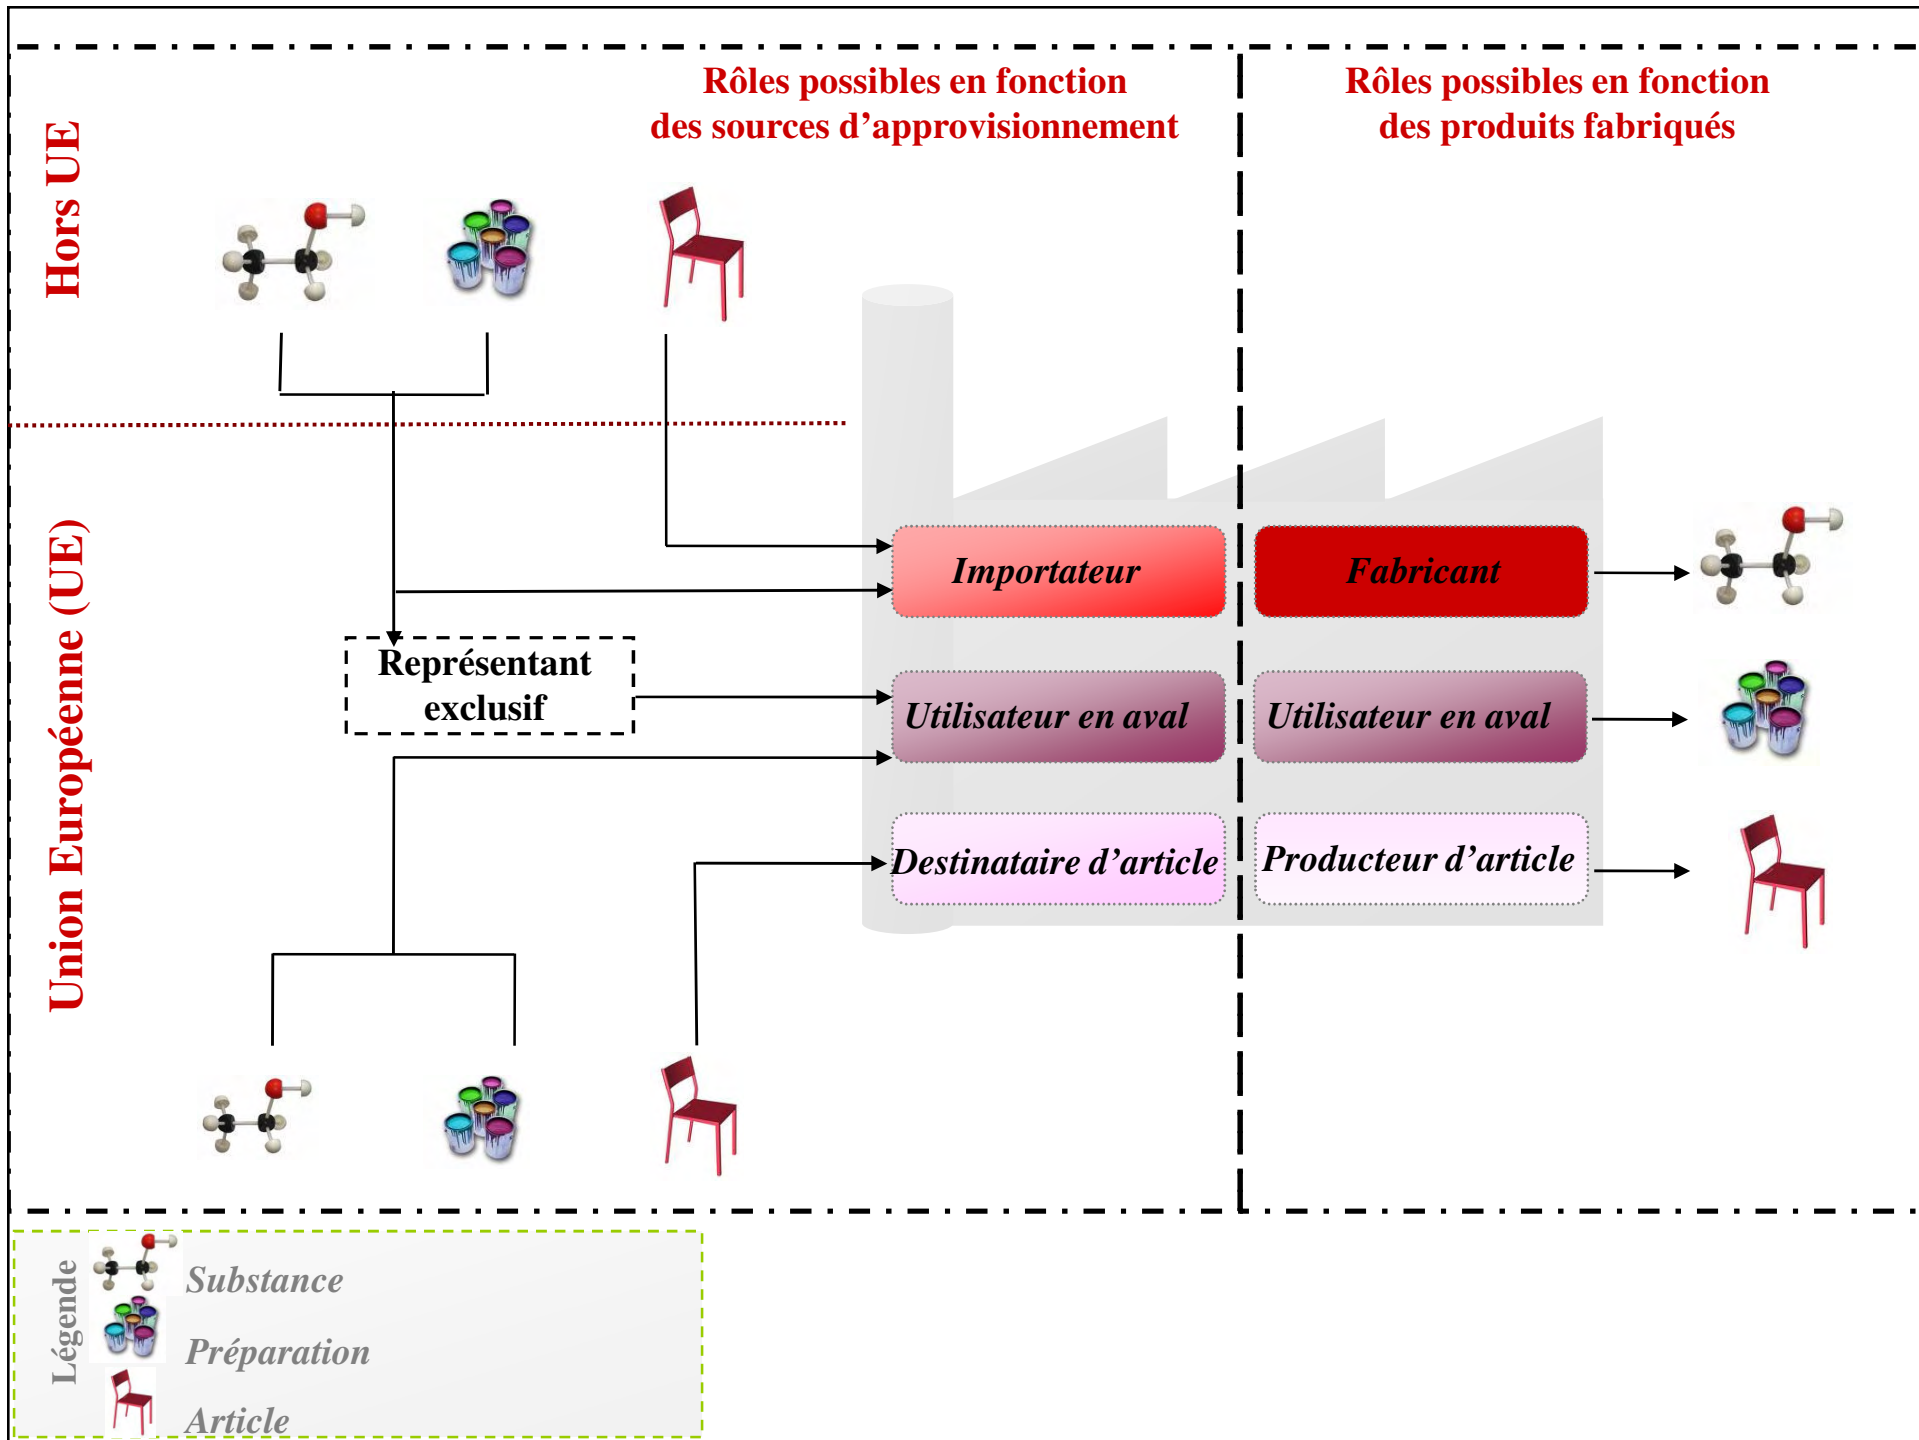 Rôles possibles en fonction
des sources d’approvisionnement
Rôles possibles en fonction
des produits fabriqués
Hors UE
Union Européenne (UE)
Importateur
Fabricant
Représentant
exclusif
Utilisateur en aval
Utilisateur en aval
Destinataire d’article
Producteur d’article
Légende
Substance
Préparation
Article